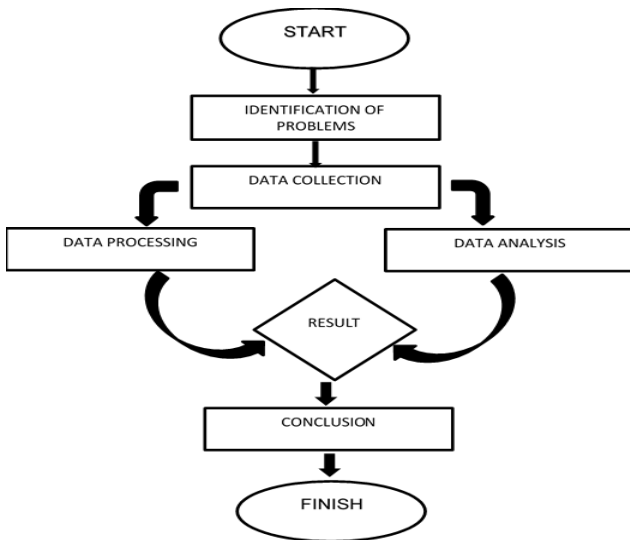 START
IDENTIFICATION OF
PROBLEMS
DATA COLLECTION
DATA PROCESSING
DATA ANALYSIS
RESULT
CONCLUSION
FINISH